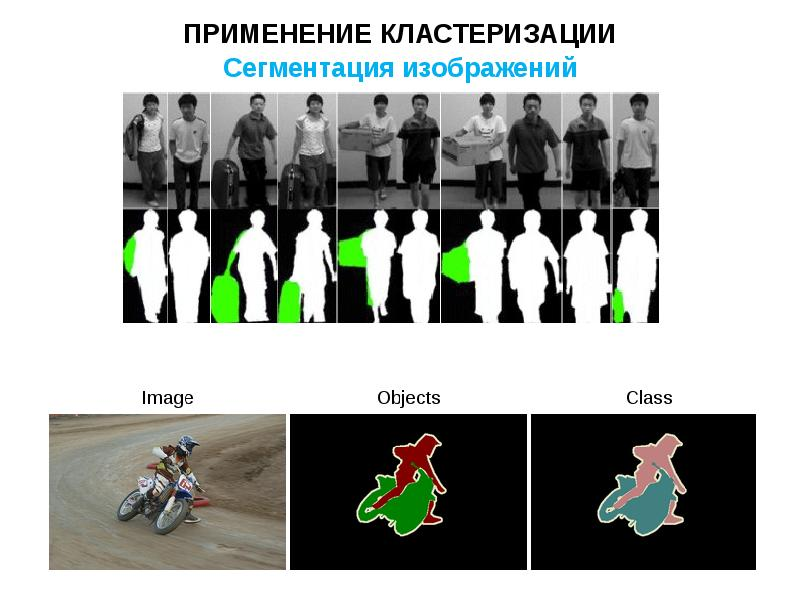 ПРИМЕНЕНИЕ КЛАСТЕРИЗАЦИИ
Сегментация изображений
Image
Objects
Class